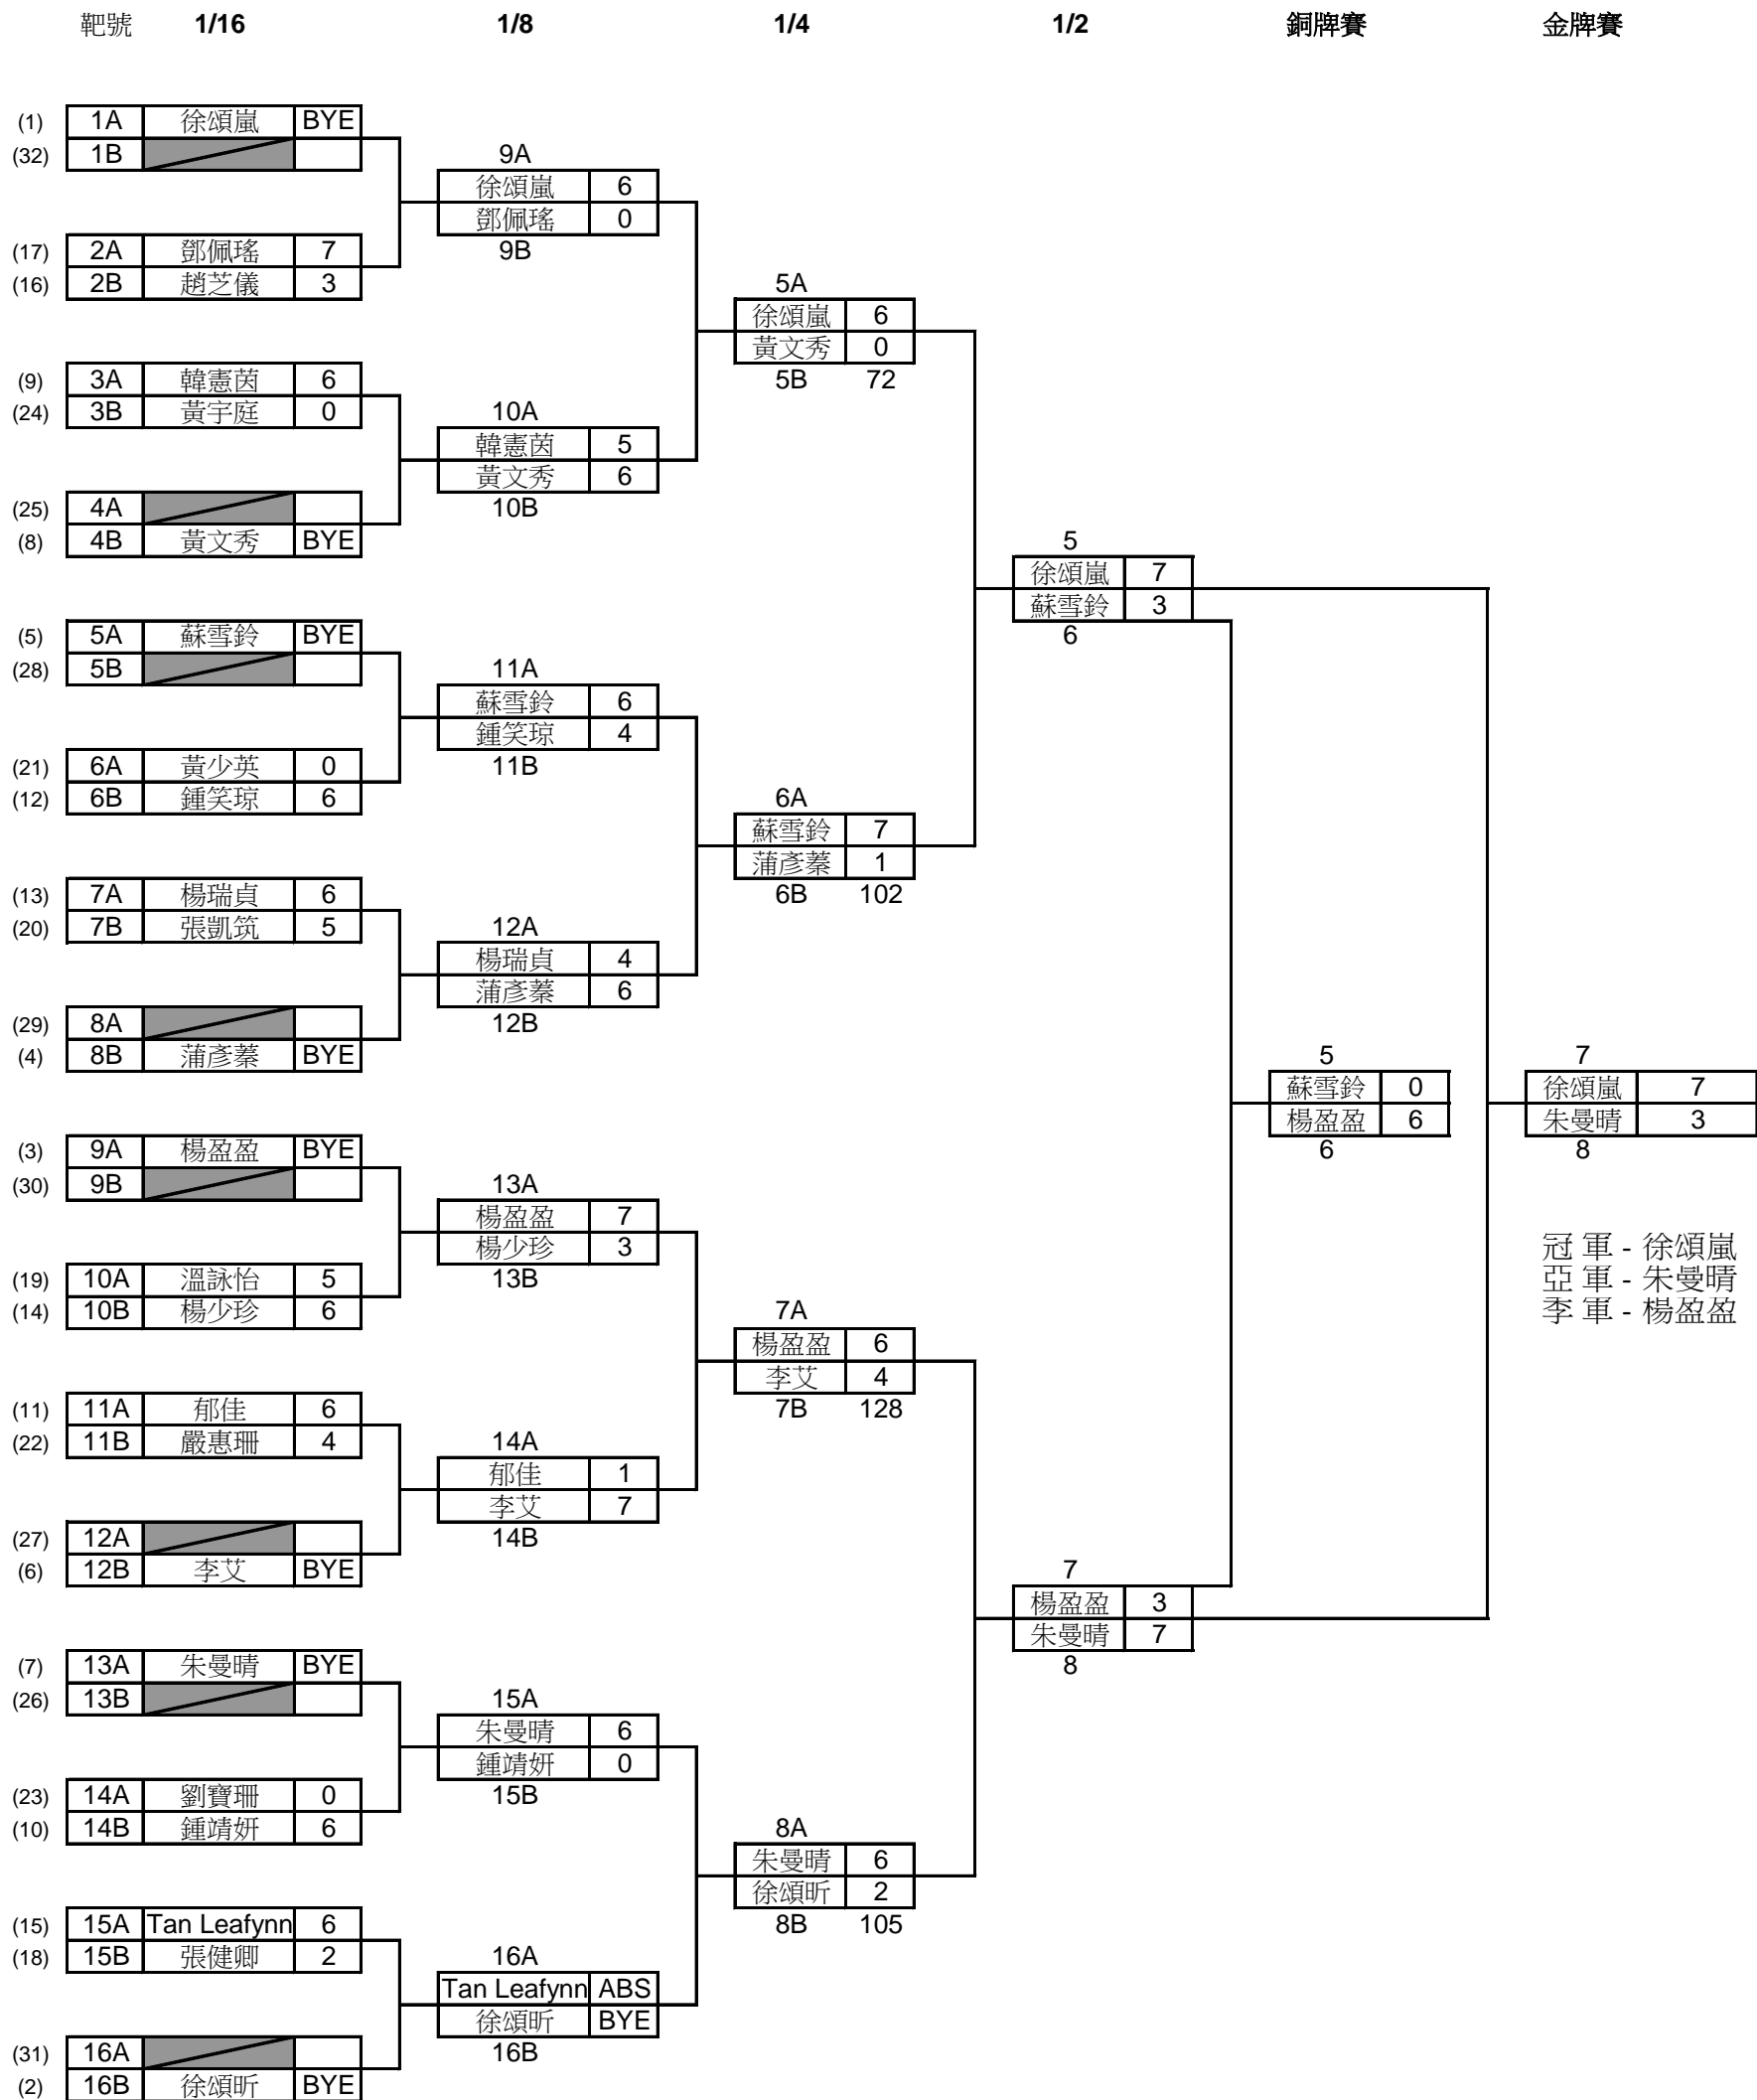 靶號 1/16 1/8 1/4 1/2 銅牌賽 金牌賽
(1) 1A 徐頌嵐 BYE
(32) 1B 9A
徐頌嵐 6
鄧佩瑤 0
(17) 2A 鄧佩瑤 7 9B
(16) 2B 趙芝儀 3 5A
徐頌嵐 6
黃文秀 0
(9) 3A 韓憲茵 6 5B 72
(24) 3B 黃宇庭 0 10A
韓憲茵 5
黃文秀 6
(25) 4A 10B
(8) 4B 黃文秀 BYE 5
徐頌嵐 7
蘇雪鈴 3
(5) 5A 蘇雪鈴 BYE 6
(28) 5B 11A
蘇雪鈴 6
鍾笑琼 4
(21) 6A 黃少英 0 11B
(12) 6B 鍾笑琼 6 6A
蘇雪鈴 7
蒲彥蓁 1
(13) 7A 楊瑞貞 6 6B 102
(20) 7B 張凱筑 5 12A
楊瑞貞 4
蒲彥蓁 6
(29) 8A 12B
(4) 8B 蒲彥蓁 BYE 5 7
蘇雪鈴 0 徐頌嵐 7
楊盈盈 6 朱曼晴 3
(3) 9A 楊盈盈 BYE 6 8
(30) 9B 13A
楊盈盈 7
楊少珍 3 冠 軍 - 徐頌嵐
(19) 10A 溫詠怡 5 13B 亞 軍 - 朱曼晴
(14) 10B 楊少珍 6 7A 季 軍 - 楊盈盈
楊盈盈 6
李艾 4
(11) 11A 郁佳 6 7B 128
(22) 11B 嚴惠珊 4 14A
郁佳 1
李艾 7
(27) 12A 14B
(6) 12B 李艾 BYE 7
楊盈盈 3
朱曼晴 7
(7) 13A 朱曼晴 BYE 8
(26) 13B 15A
朱曼晴 6
鍾靖妍 0
(23) 14A 劉寶珊 0 15B
(10) 14B 鍾靖妍 6 8A
朱曼晴 6
徐頌昕 2
(15) 15A Tan Leafynn 6 8B 105
(18) 15B 張健卿 2 16A
Tan Leafynn ABS
徐頌昕 BYE
(31) 16A 16B
(2) 16B 徐頌昕 BYE